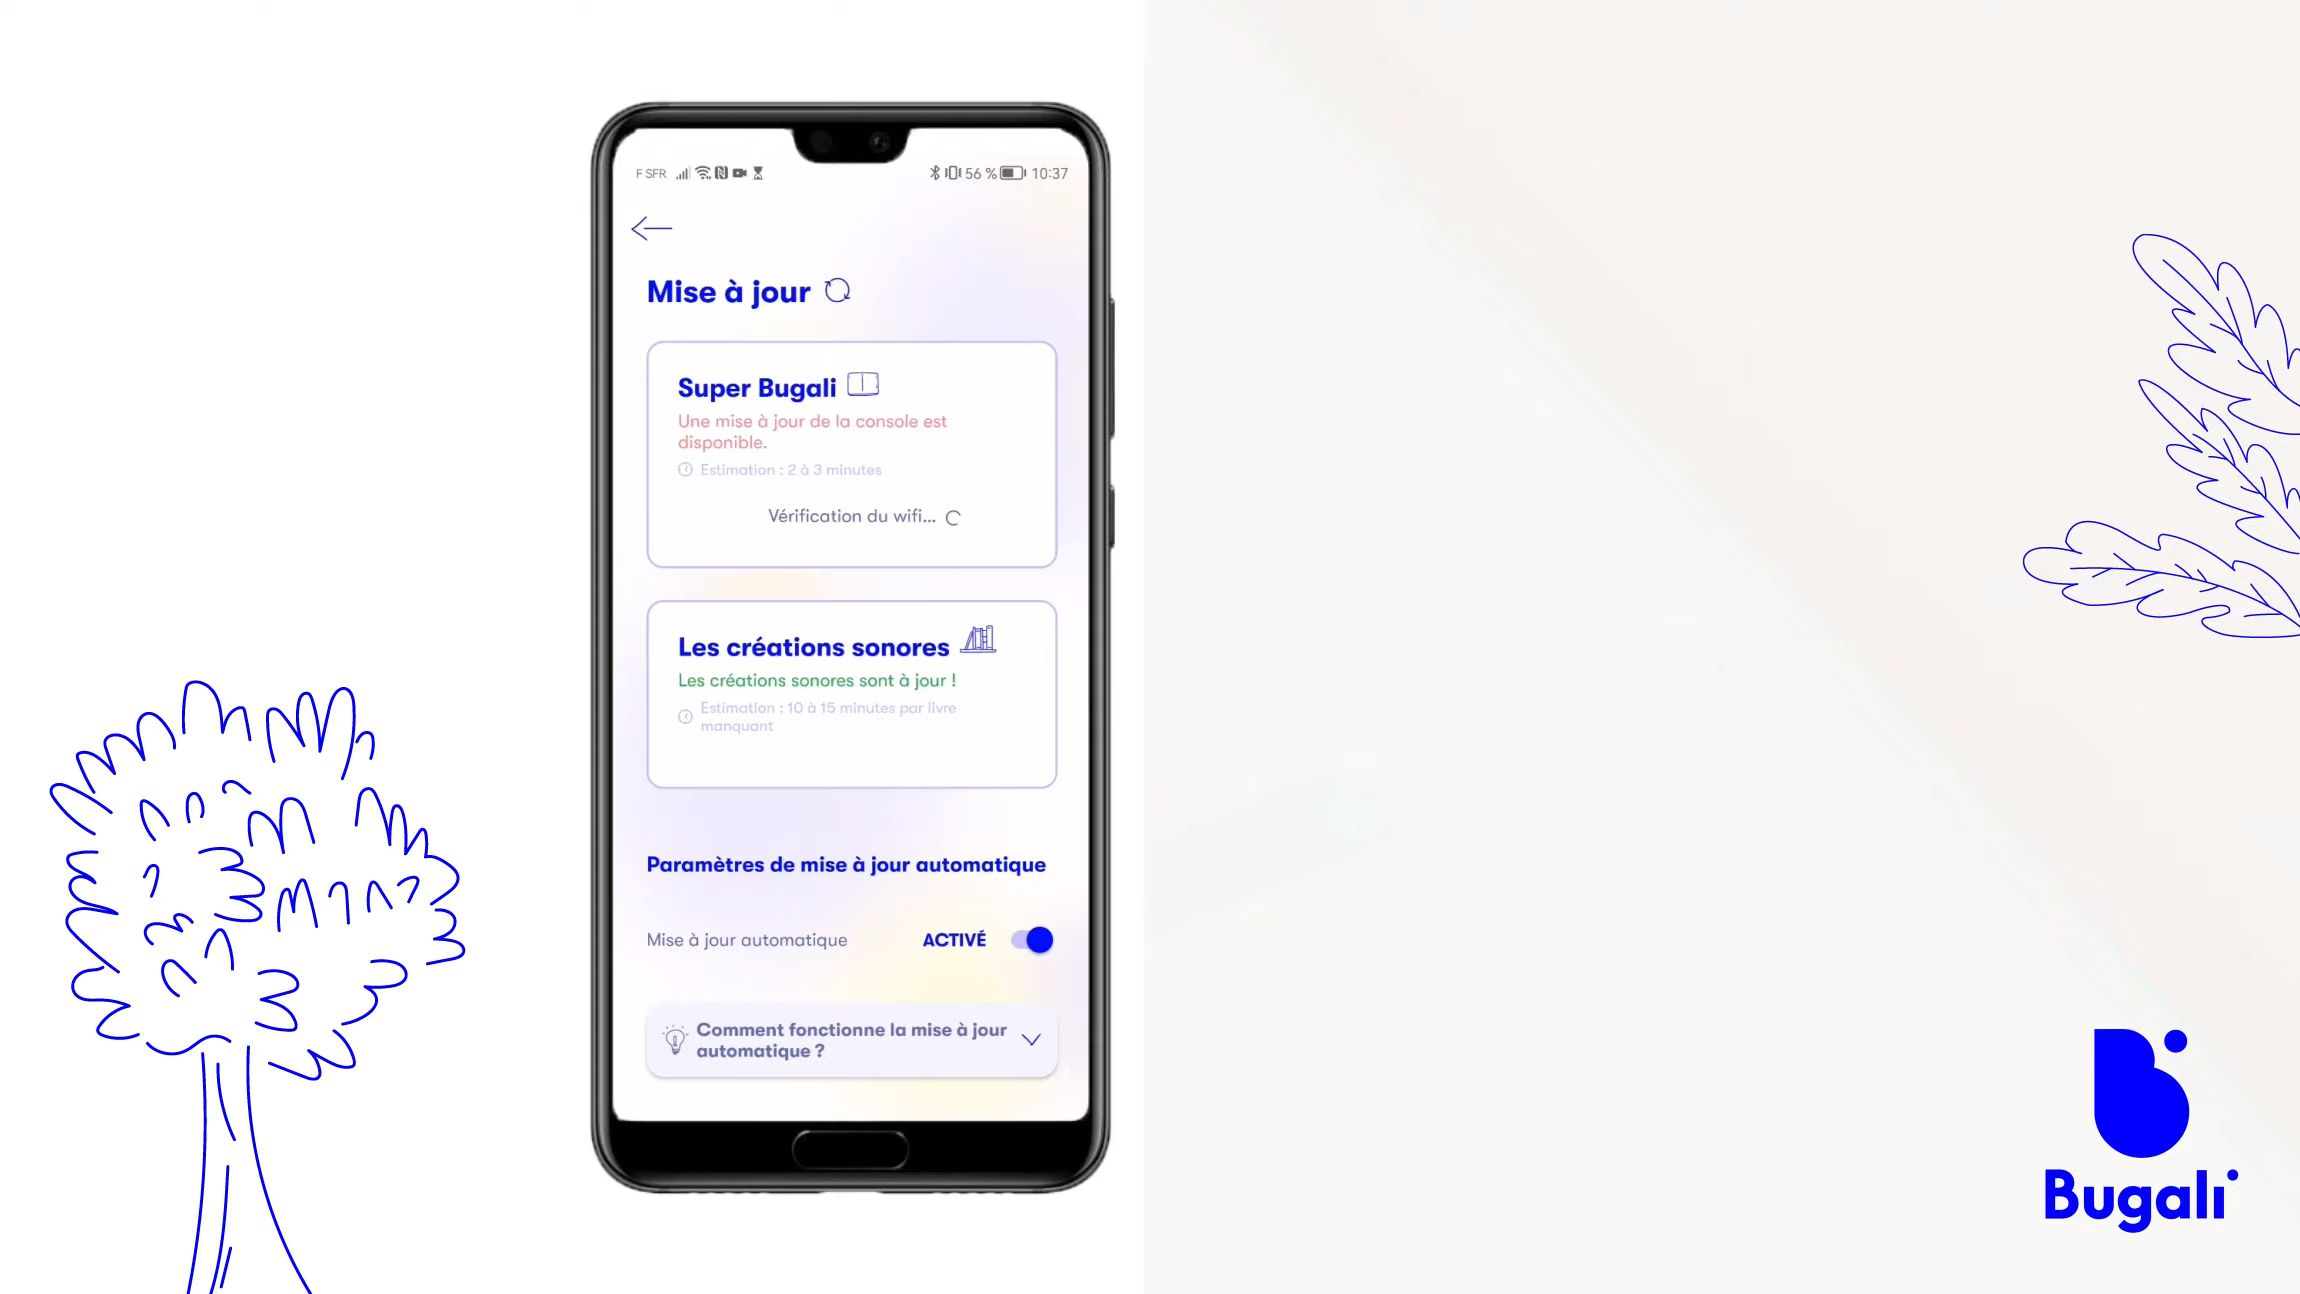 F SFR 56 % 10:37
Mise à jour
Super Bugali
Une mise à jour de la console est
disponible.
Estimation : 2 à 3 minutes
Vérification du wifi...
Les créations sonores
Les créations sonores sont à jour !
Estimation : 10 à 15 minutes par livre
manquant
Paramètres de mise à jour automatique
Mise à jour automatique ACTIVÉ
Comment fonctionne la mise à jour
automatique ?
Bugali